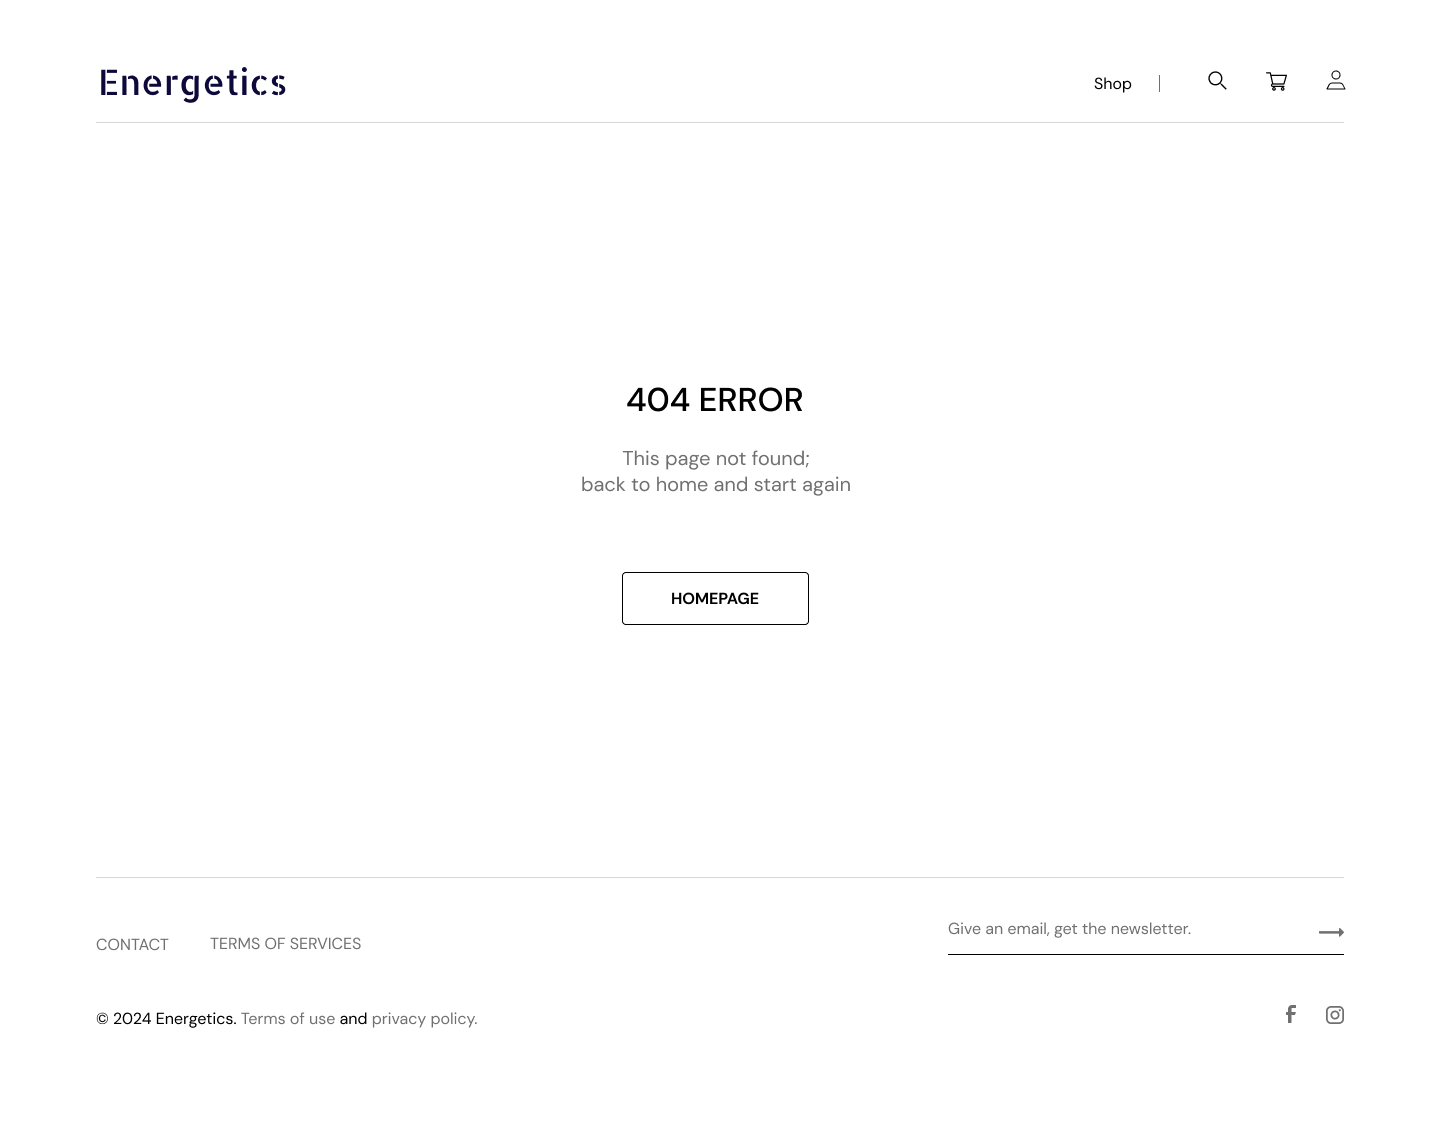 Energetics
Shop
404 ERROR
This page not found;
back to home and start again
HOMEPAGE
CONTACT
TERMS OF SERVICES
Give an email, get the newsletter.
© 2024 Energetics. Terms of use and privacy policy.